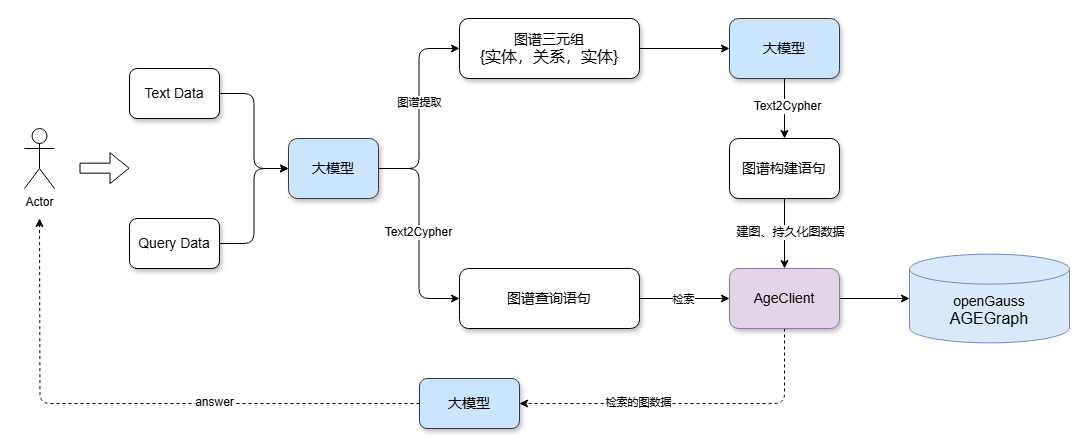 图谱三元组
{实体，关系，实体}
大模型
Text Data
图谱提取
Text2Cypher
大模型
图谱构建语句
Actor
Query Data
Text2Cypher
建图、持久化图数据
图谱查询语句
检索
AgeClient
openGauss
AGEGraph
answer
大模型
检索的图数据